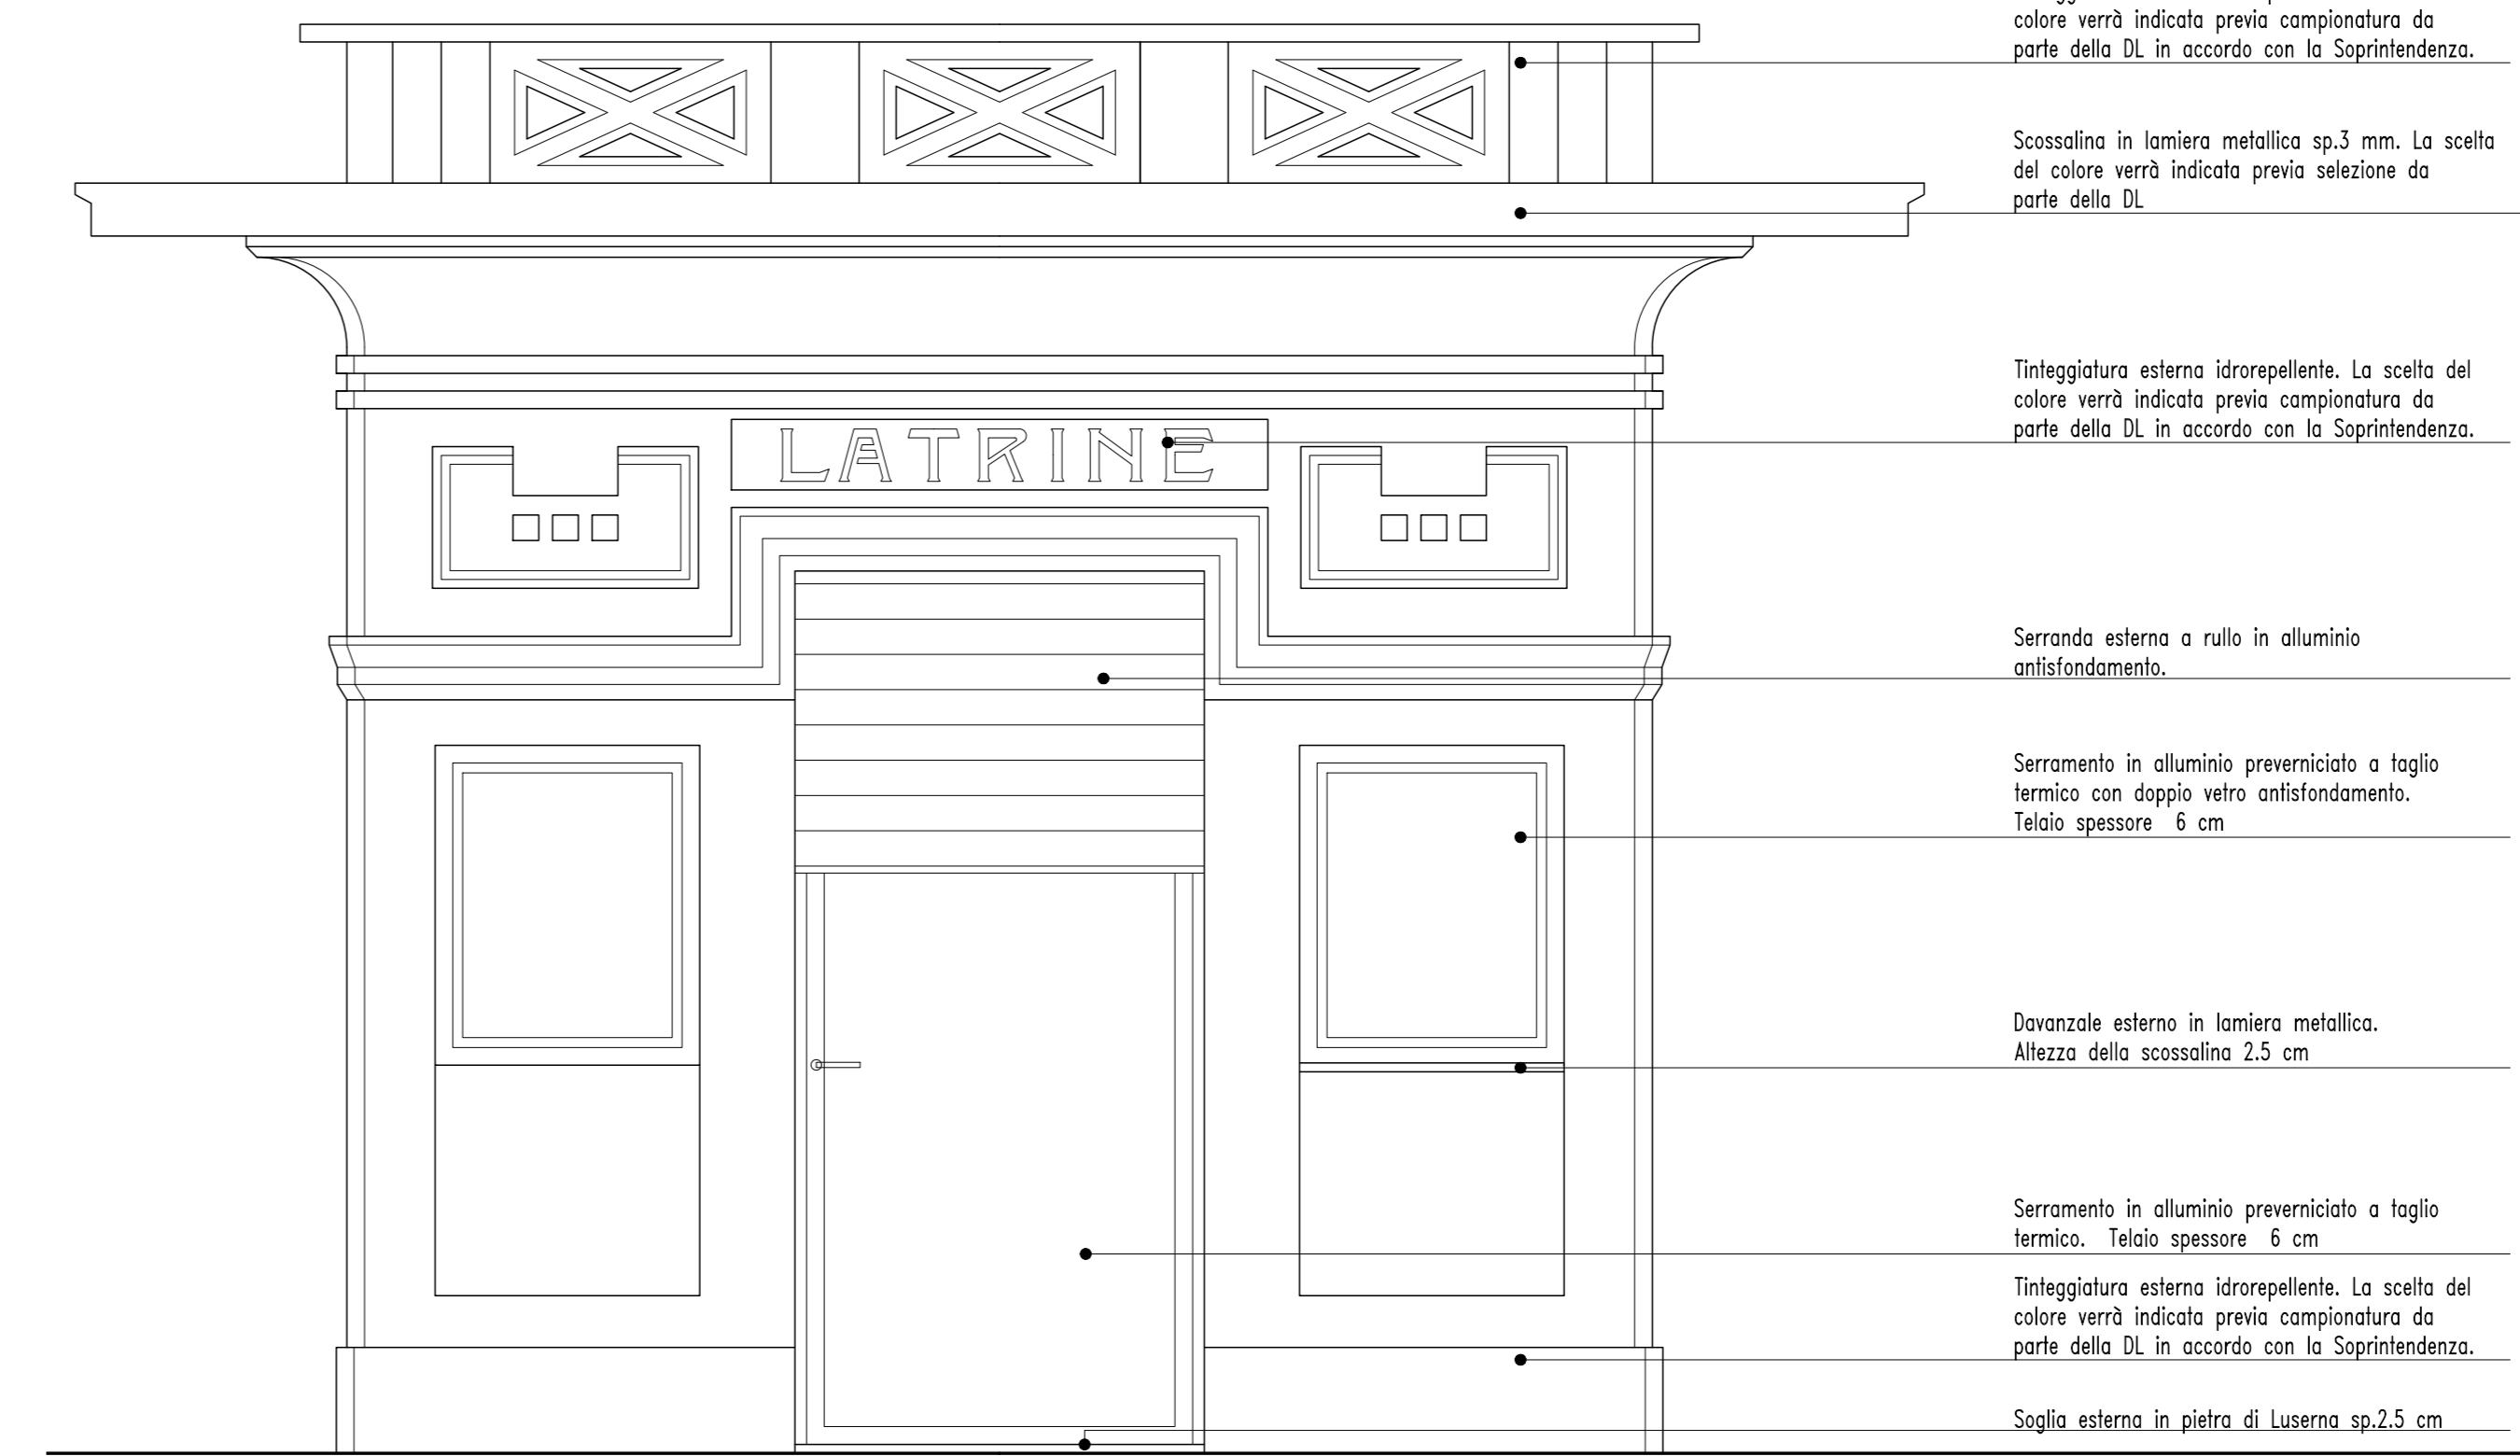 colore verrà indicata previa campionatura da
parte della DL in accordo con la Soprintendenza.
Scossalina in lamiera metallica sp.3 mm. La scelta
del colore verrà indicata previa selezione da
parte della DL
Tinteggiatura esterna idrorepellente. La scelta del
colore verrà indicata previa campionatura da
parte della DL in accordo con la Soprintendenza.
LATRINE
Serranda esterna a rullo in alluminio
antisfondamento.
Serramento in alluminio preverniciato a taglio
termico con doppio vetro antisfondamento.
Telaio spessore 6 cm
Davanzale esterno in lamiera metallica.
Altezza della scossalina 2.5 cm
Serramento in alluminio preverniciato a taglio
termico. Telaio spessore 6 cm
Tinteggiatura esterna idrorepellente. La scelta del
colore verrà indicata previa campionatura da
parte della DL in accordo con la Soprintendenza.
Soglia esterna in pietra di Luserna sp.2.5 cm